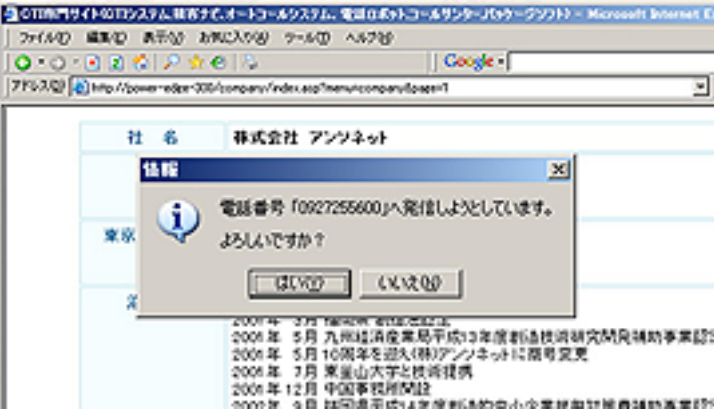 CTI専門サイト(CTIシステム、顧客ナビ、オートコールシステム、電話ロボットコールサンター/パッケージソフト) - Microsoft Internet E
ファイル(F) 編集(E) 表示(V) お気に入り(A) ツール(T) ヘルプ(H)
Google
アドレス(D) http://power-edge-300/company/index.asp?menu=company&page=1
社 名 株式会社 アンソネット
情報
電話番号「0927255600」へ発信しようとしています。
よろしいですか？
はい(Y) いいえ(N)
東京
2001年 5月 九州経済産業局平成13年度創造技術研究開発補助事業認
2001年 5月 10周年を迎え(株)アンソネットに商号変更
2001年 7月 東亜山大学と技術提携
2001年 12月 中国事務所開設